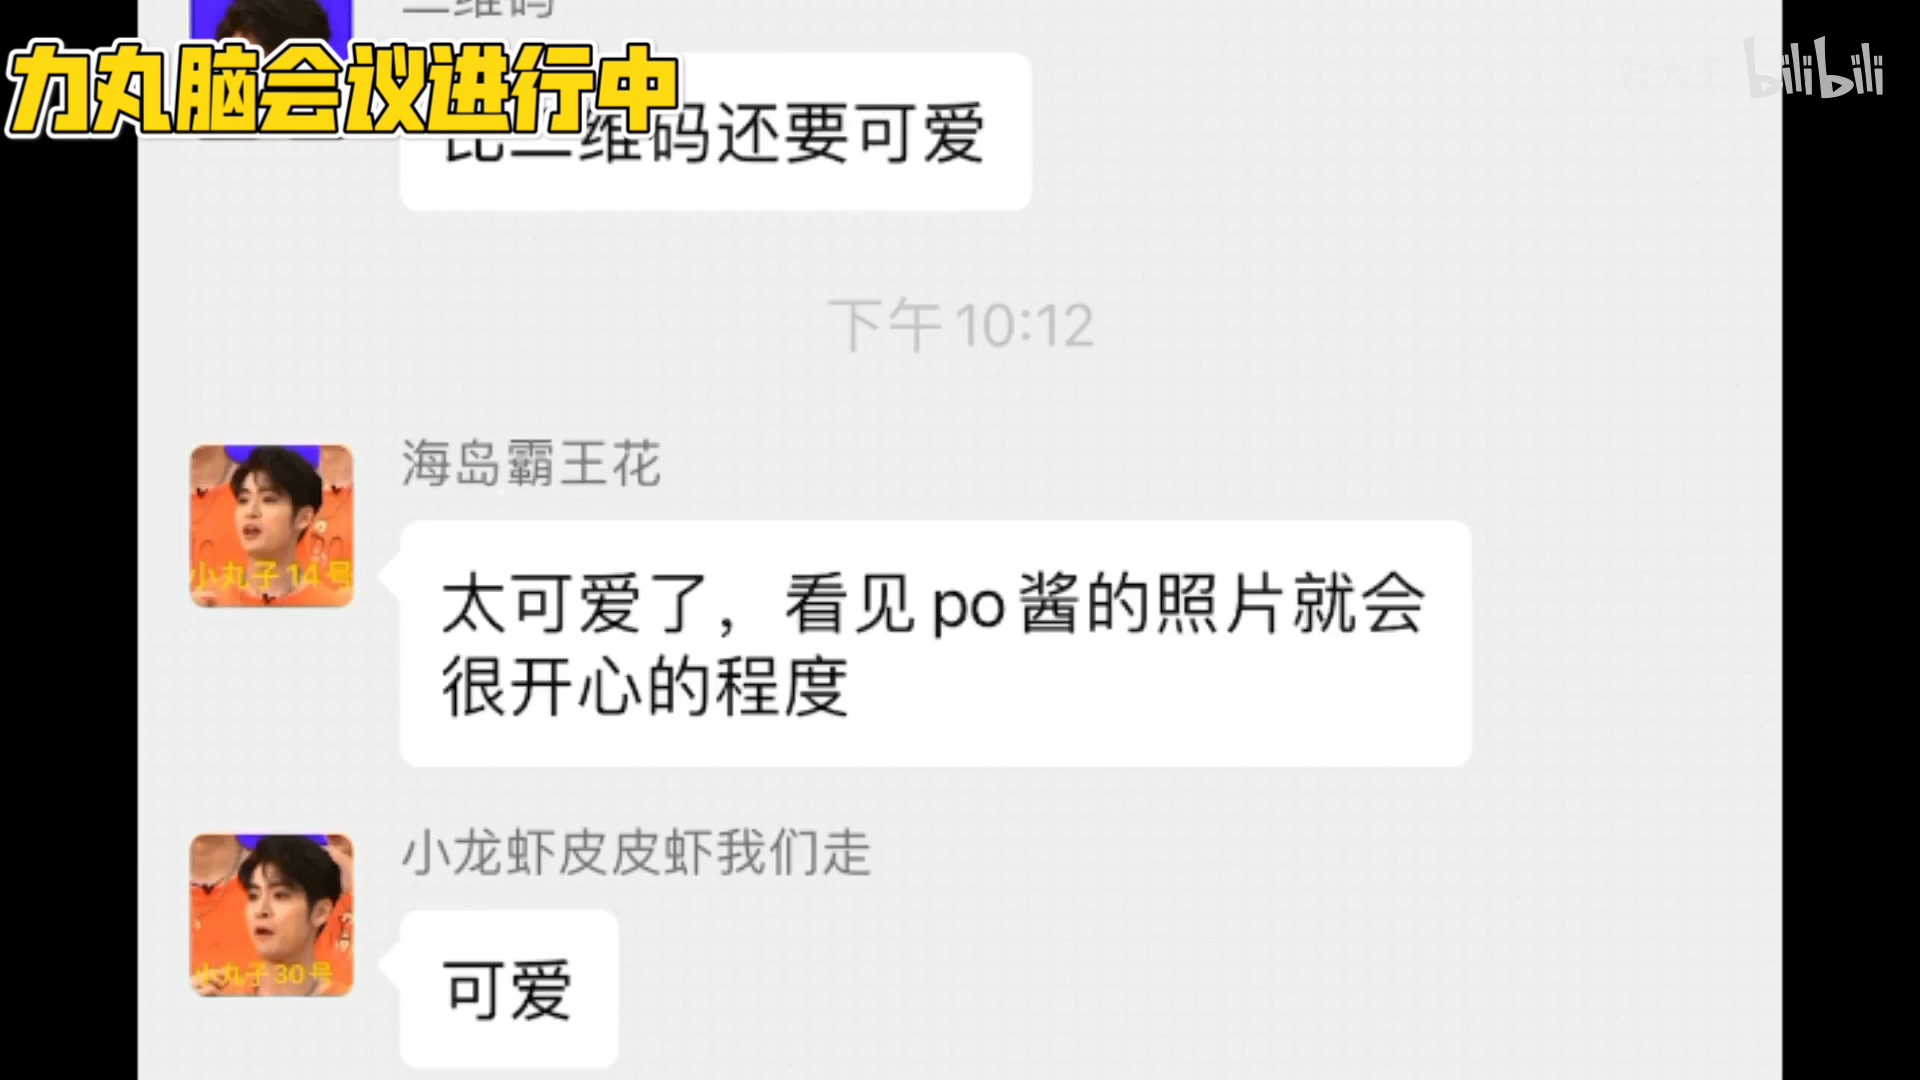 二维码
力丸脑会议进行中
比二维码还要可爱
bilibili
下午10:12
海岛霸王花
小丸子14号
太可爱了，看见po酱的照片就会
很开心的程度
小龙虾皮皮虾我们走
小丸子30号
可爱